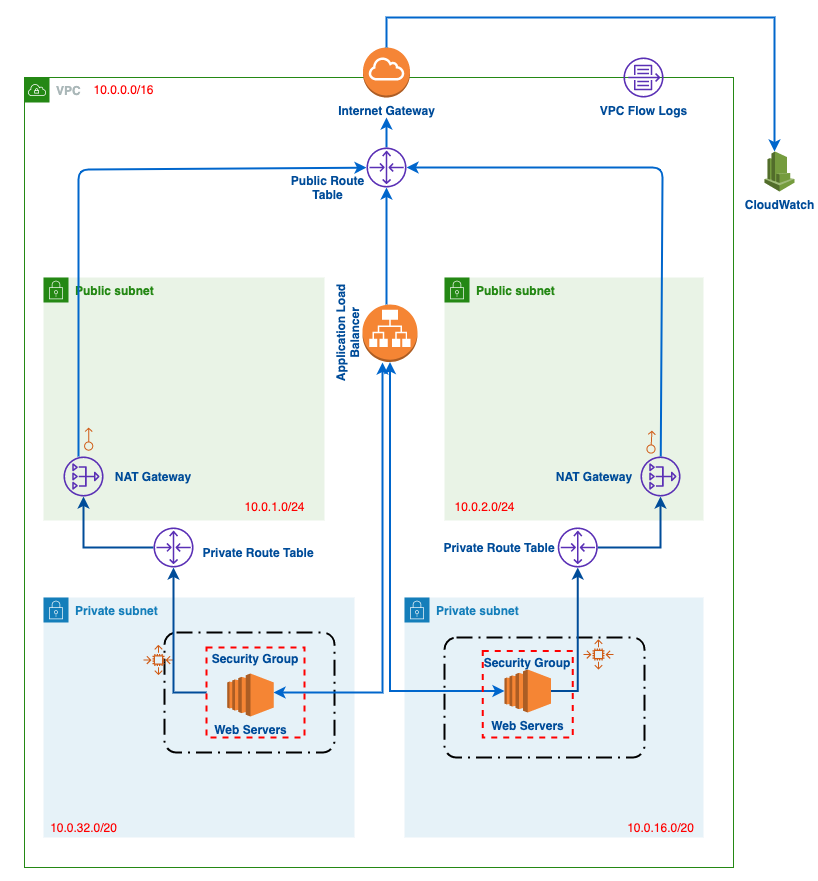 VPC 10.0.0.0/16
Internet Gateway
VPC Flow Logs
Public Route
Table
CloudWatch
Public subnet
Application Load
Balancer
Public subnet
NAT Gateway
NAT Gateway
10.0.1.0/24
10.0.2.0/24
Private Route Table
Private Route Table
Private subnet
Private subnet
Security Group
Security Group
Web Servers
Web Servers
10.0.32.0/20
10.0.16.0/20